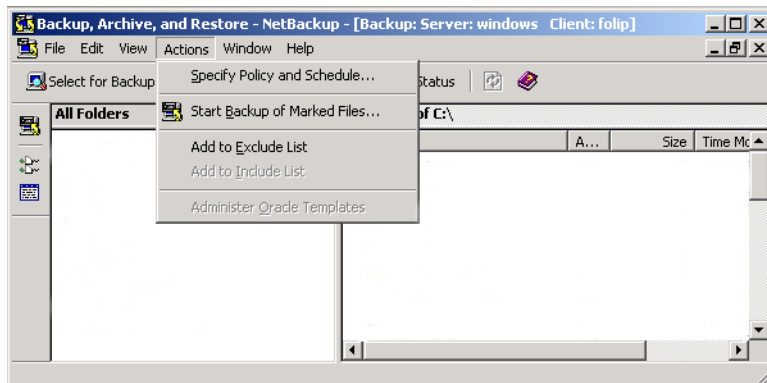 Backup, Archive, and Restore - NetBackup - [Backup: Server: windows Client: folip]
File Edit View Actions Window Help
Select for Backup Status
Specify Policy and Schedule...
All Folders of C:\
Start Backup of Marked Files...
A... Size Time Mo
Add to Exclude List
Add to Include List
Administer Oracle Templates